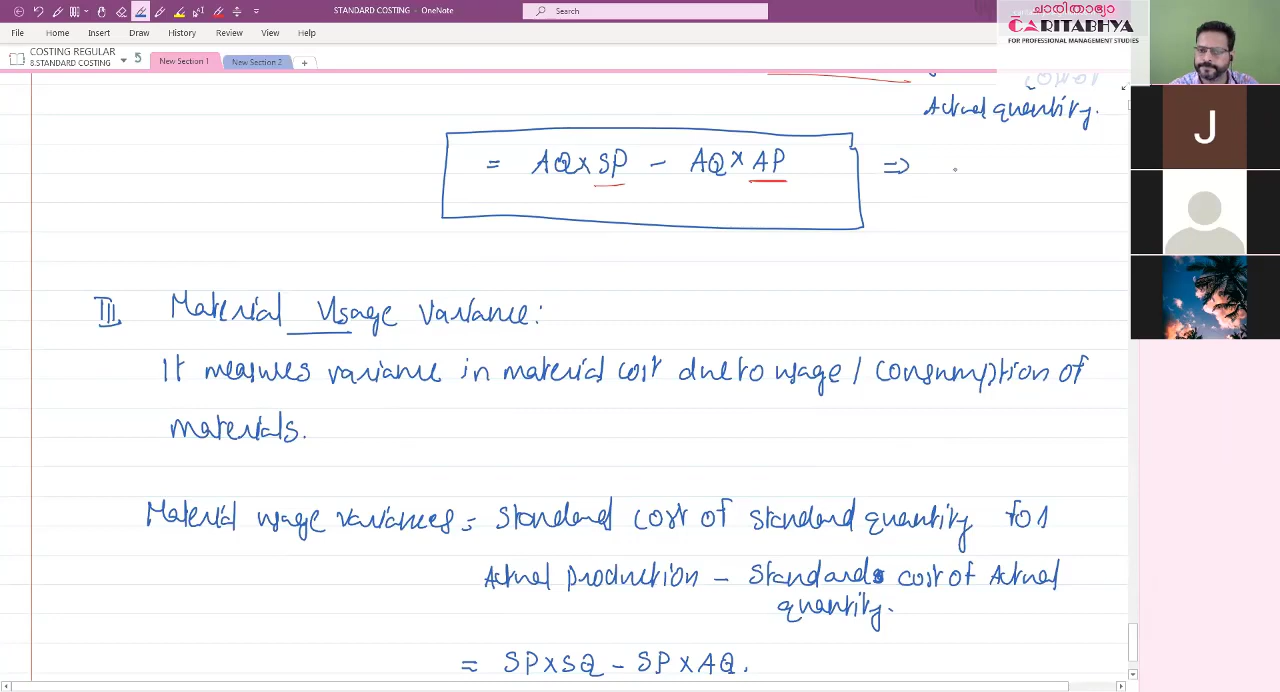 STANDARD COSTING - OneNote
Search
ചാരിതാഭ്യാ
CARITABHYA
FOR PROFESSIONAL MANAGEMENT STUDIES
File Home Insert Draw History Review View Help
COSTING REGULAR
8.STANDARD COSTING
New Section 1 New Section 2 +
Actual quantity.
= AQ×SP - AQ×AP ⇒
III Material Usage Variance:
It measures variance in material cost due to usage / consumption of
materials.
Material usage variances = Standard cost of standard quantity for
Actual production - Standards cost of Actual
quantity.
= SP×SQ - SP×AQ.
J